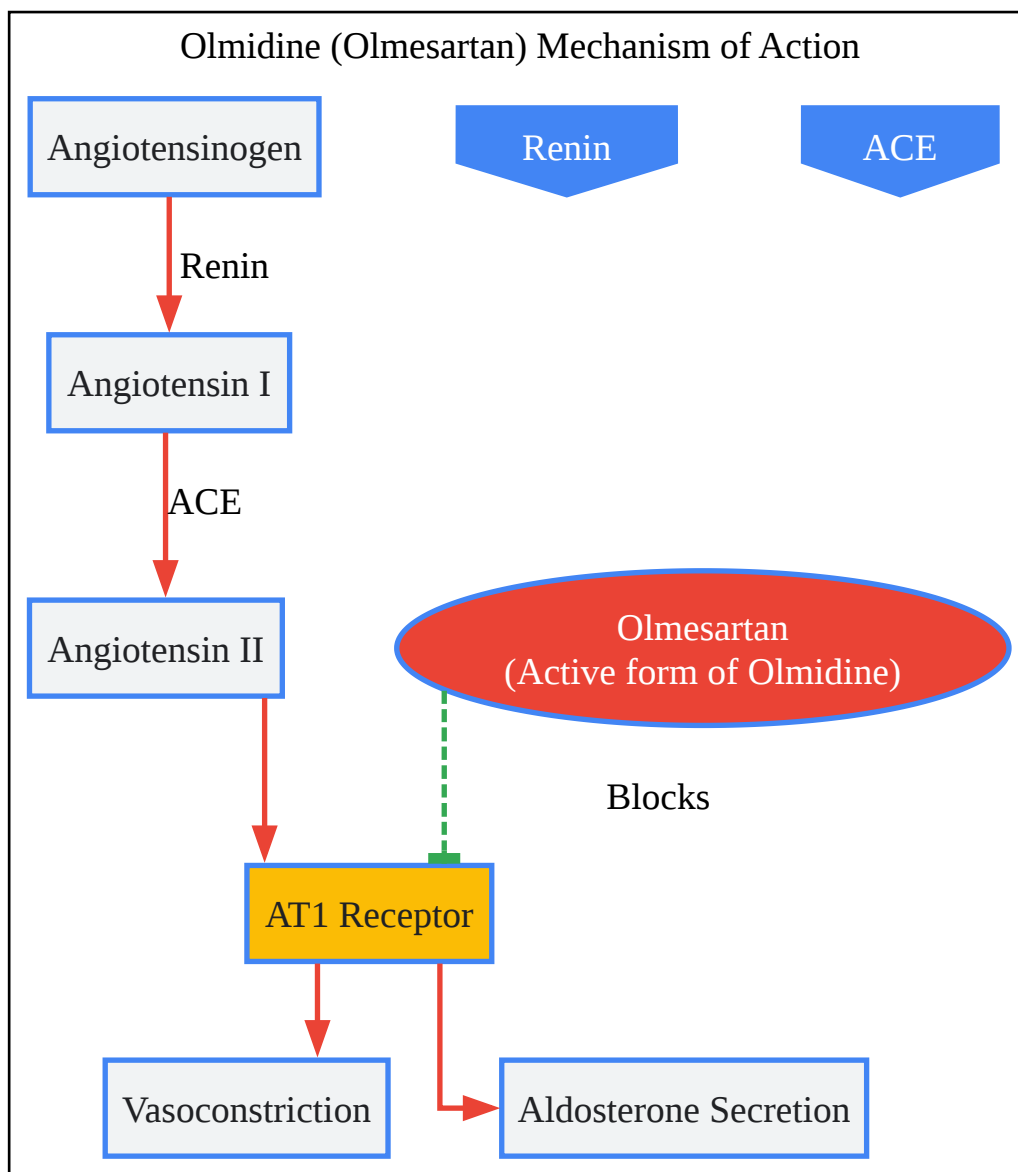 Olmidine (Olmesartan) Mechanism of Action
Angiotensinogen
Renin
ACE
Renin
Angiotensin I
ACE
Angiotensin II
Olmesartan
(Active form of Olmidine)
Blocks
AT1 Receptor
Vasoconstriction
Aldosterone Secretion